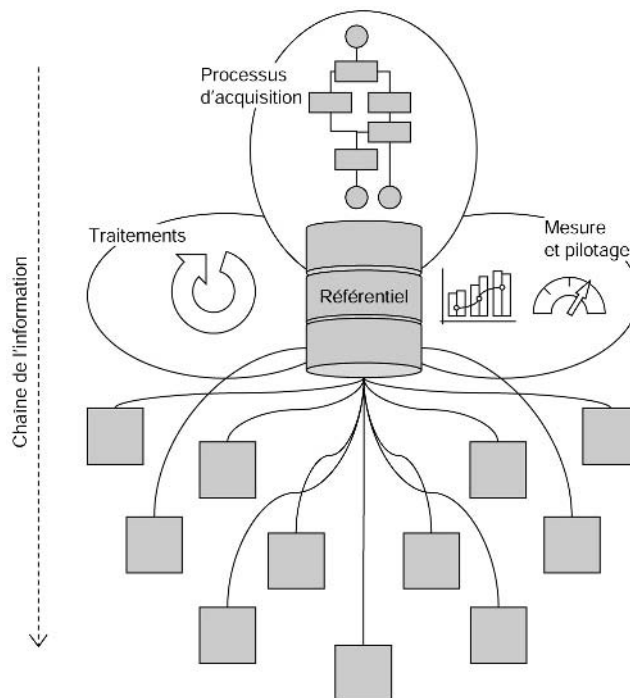 Processus
d'acquisition
Traitements
Mesure
et pilotage
Référentiel
Chaîne de l'information